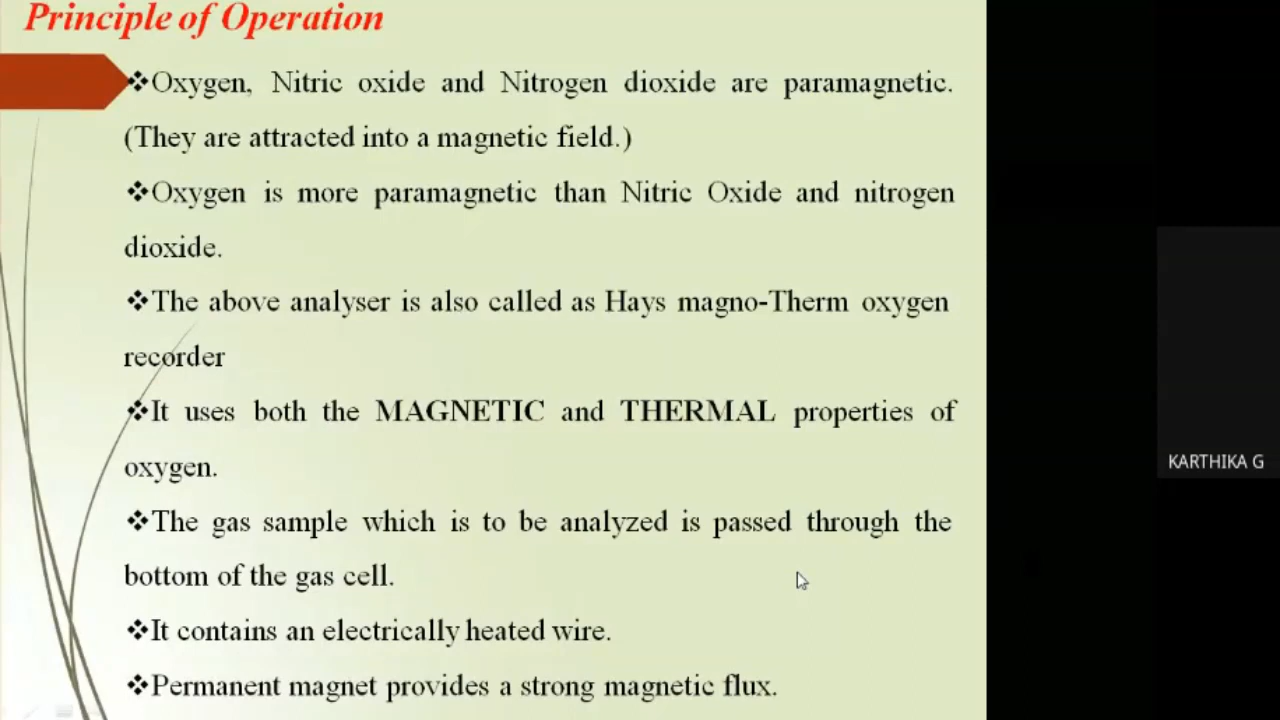 Principle of Operation
❖Oxygen, Nitric oxide and Nitrogen dioxide are paramagnetic.
(They are attracted into a magnetic field.)
❖Oxygen is more paramagnetic than Nitric Oxide and nitrogen
dioxide.
❖The above analyser is also called as Hays magno-Therm oxygen
recorder
❖It uses both the MAGNETIC and THERMAL properties of
oxygen.
❖The gas sample which is to be analyzed is passed through the
bottom of the gas cell.
❖It contains an electrically heated wire.
❖Permanent magnet provides a strong magnetic flux.
KARTHIKA G